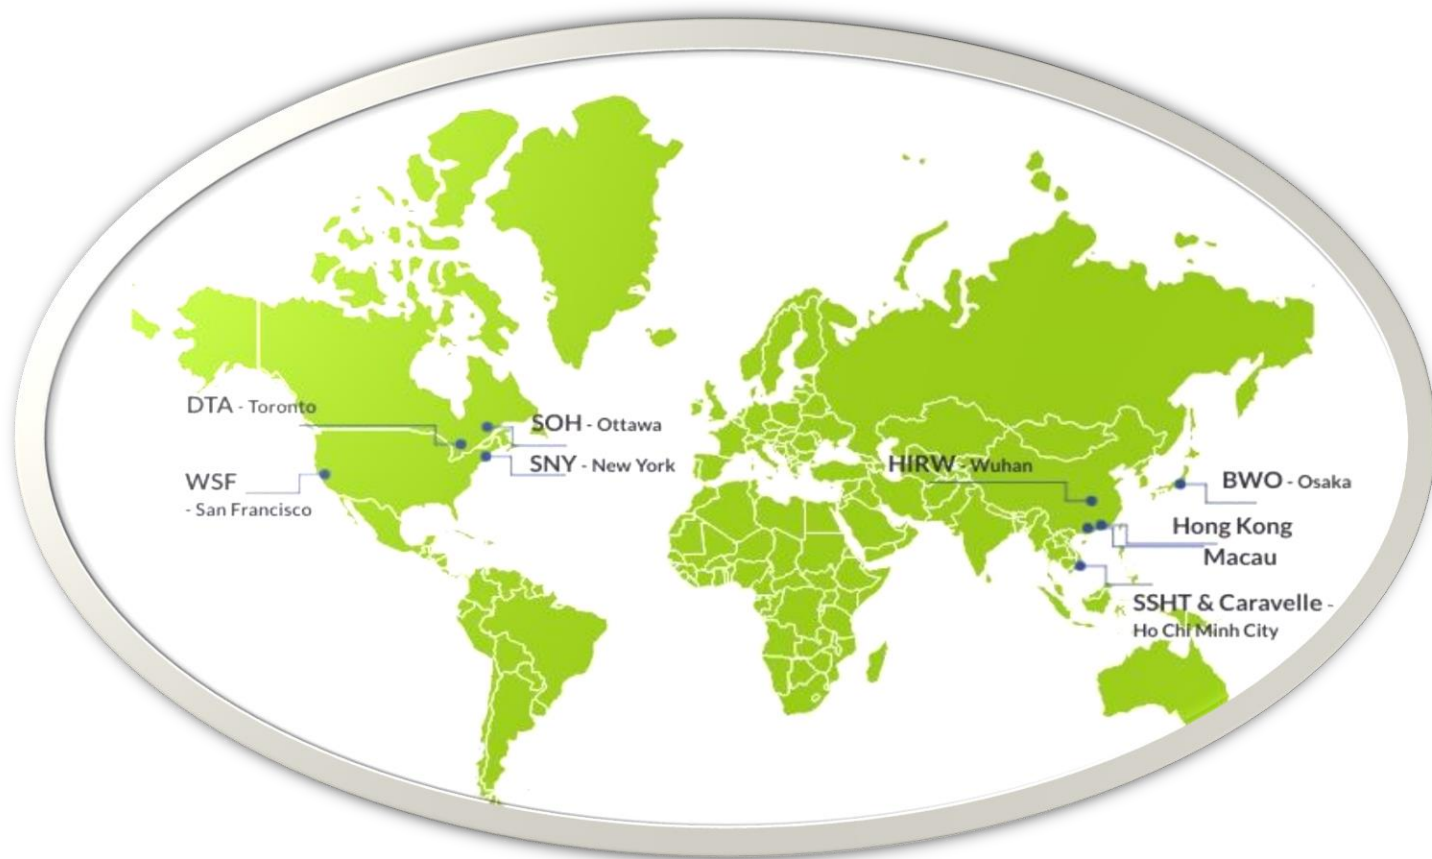 DTA - Toronto
SOH - Ottawa
SNY - New York
WSF
- San Francisco
HIRW - Wuhan
BWO - Osaka
Hong Kong
Macau
SSHT & Caravelle -
Ho Chi Minh City